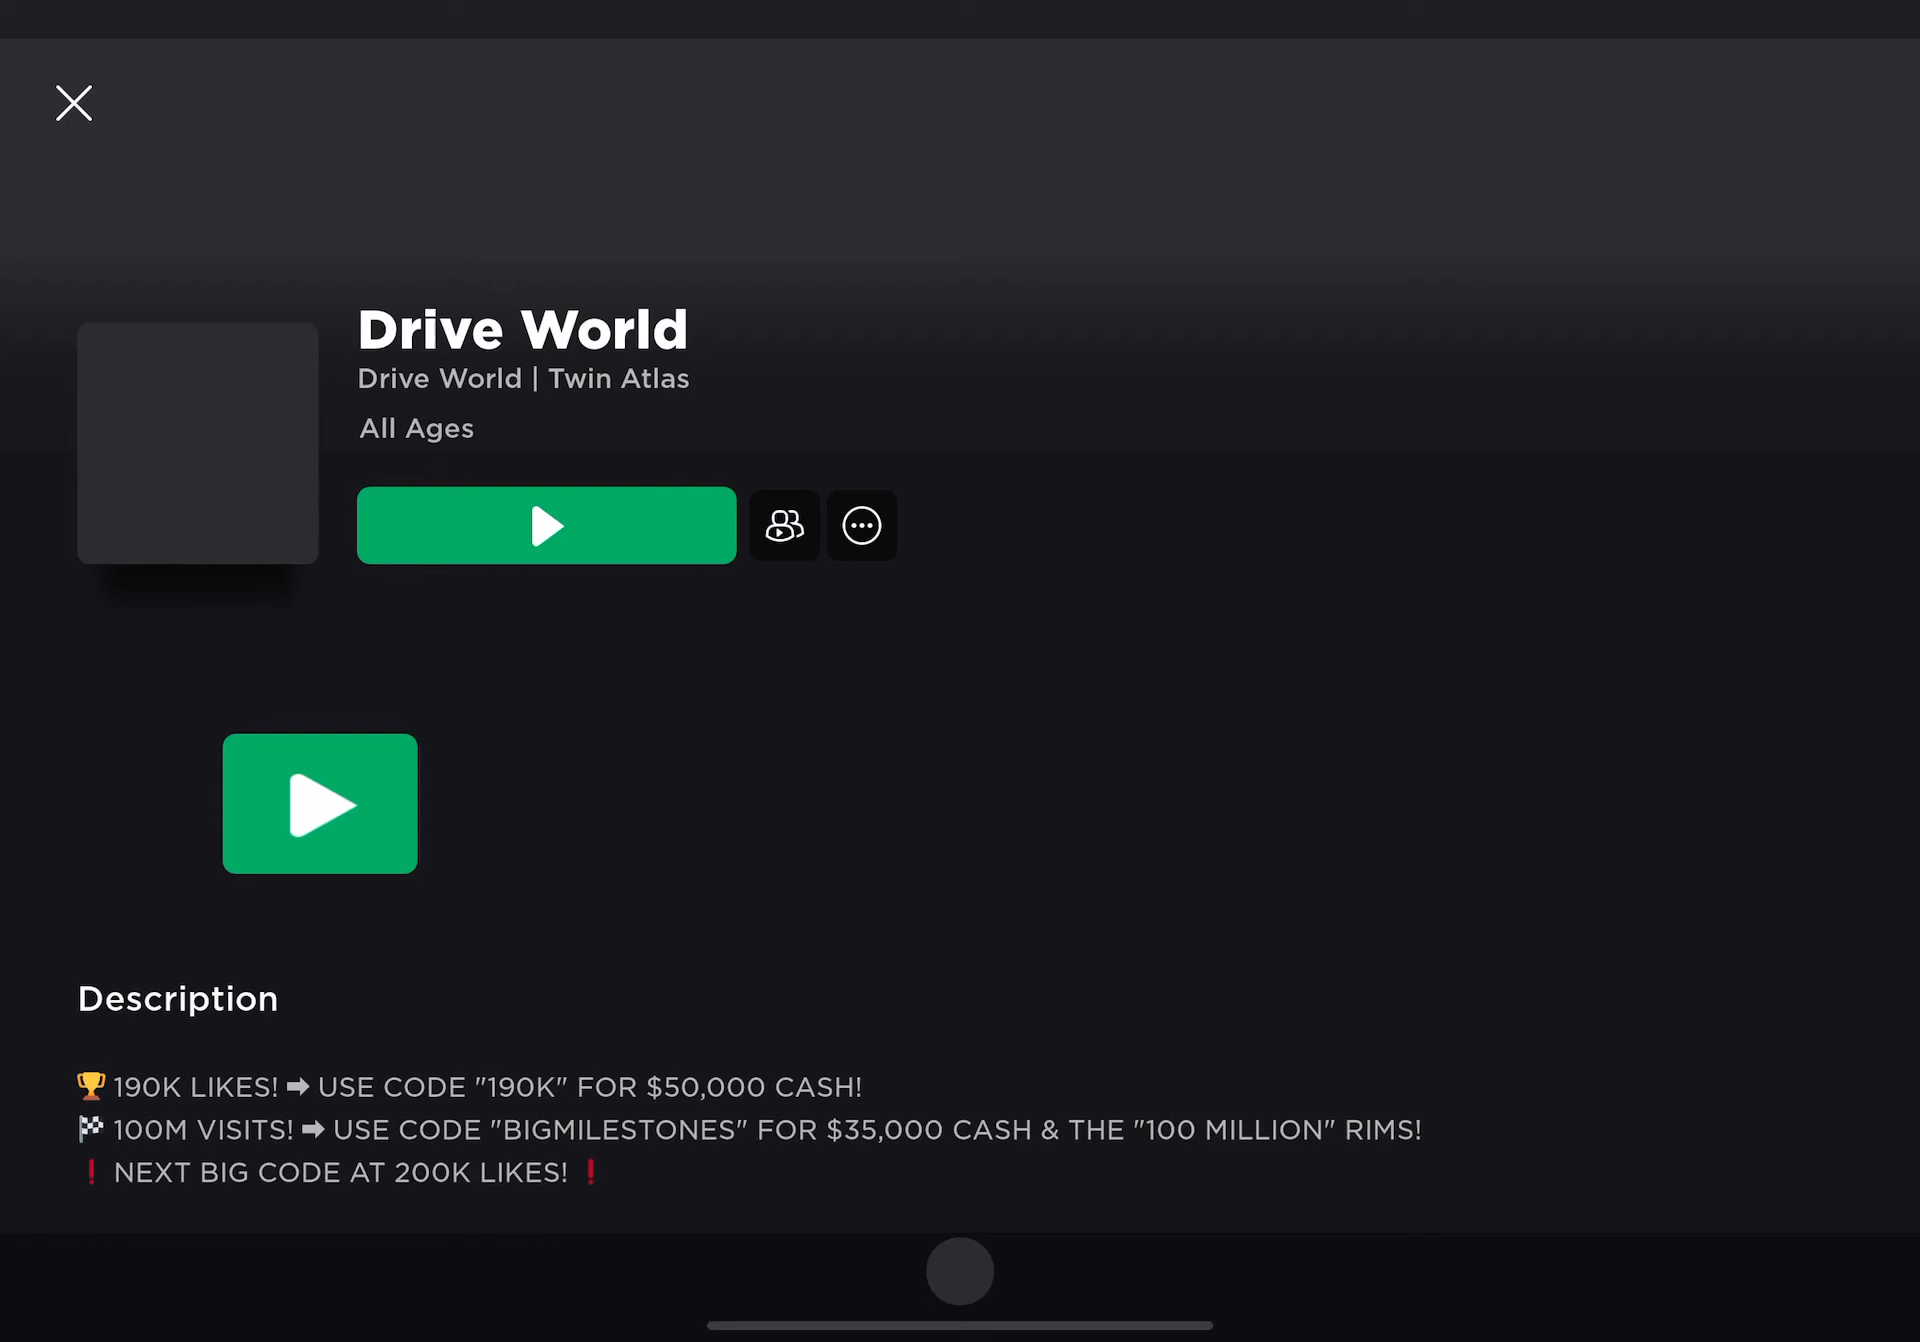 Drive World
Drive World | Twin Atlas
All Ages
Description
🏆 190K LIKES! ➡ USE CODE "190K" FOR $50,000 CASH!
🏁 100M VISITS! ➡ USE CODE "BIGMILESTONES" FOR $35,000 CASH & THE "100 MILLION" RIMS!
❗ NEXT BIG CODE AT 200K LIKES! ❗